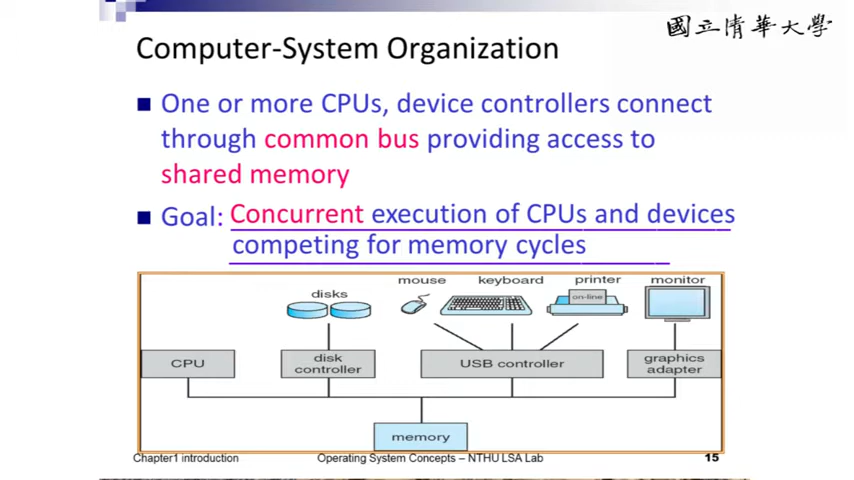 國立清華大學
Computer-System Organization
One or more CPUs, device controllers connect
through common bus providing access to
shared memory
Goal: Concurrent execution of CPUs and devices
competing for memory cycles
mouse keyboard printer monitor
disks
on-line
CPU
disk
controller
USB controller
graphics
adapter
memory
Chapter1 introduction Operating System Concepts – NTHU LSA Lab 15